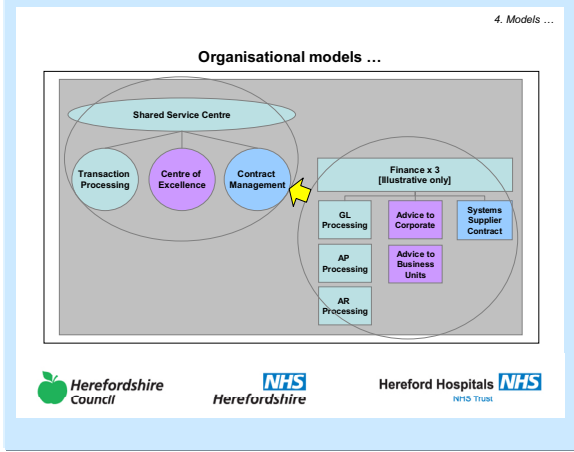 4. Models …
Organisational models …
Shared Service Centre
Transaction
Processing
Centre of
Excellence
Contract
Management
Finance x 3
[Illustrative only]
GL
Processing
Advice to
Corporate
Systems
Supplier
Contract
AP
Processing
Advice to
Business
Units
AR
Processing
Herefordshire
Council
NHS
Herefordshire
Hereford Hospitals NHS
NHS Trust